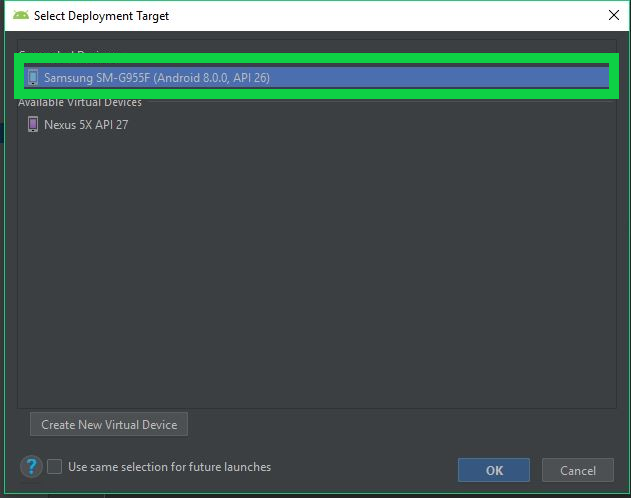 Select Deployment Target
Samsung SM-G955F (Android 8.0.0, API 26)
Available Virtual Devices
Nexus 5X API 27
Create New Virtual Device
? Use same selection for future launches
OK
Cancel